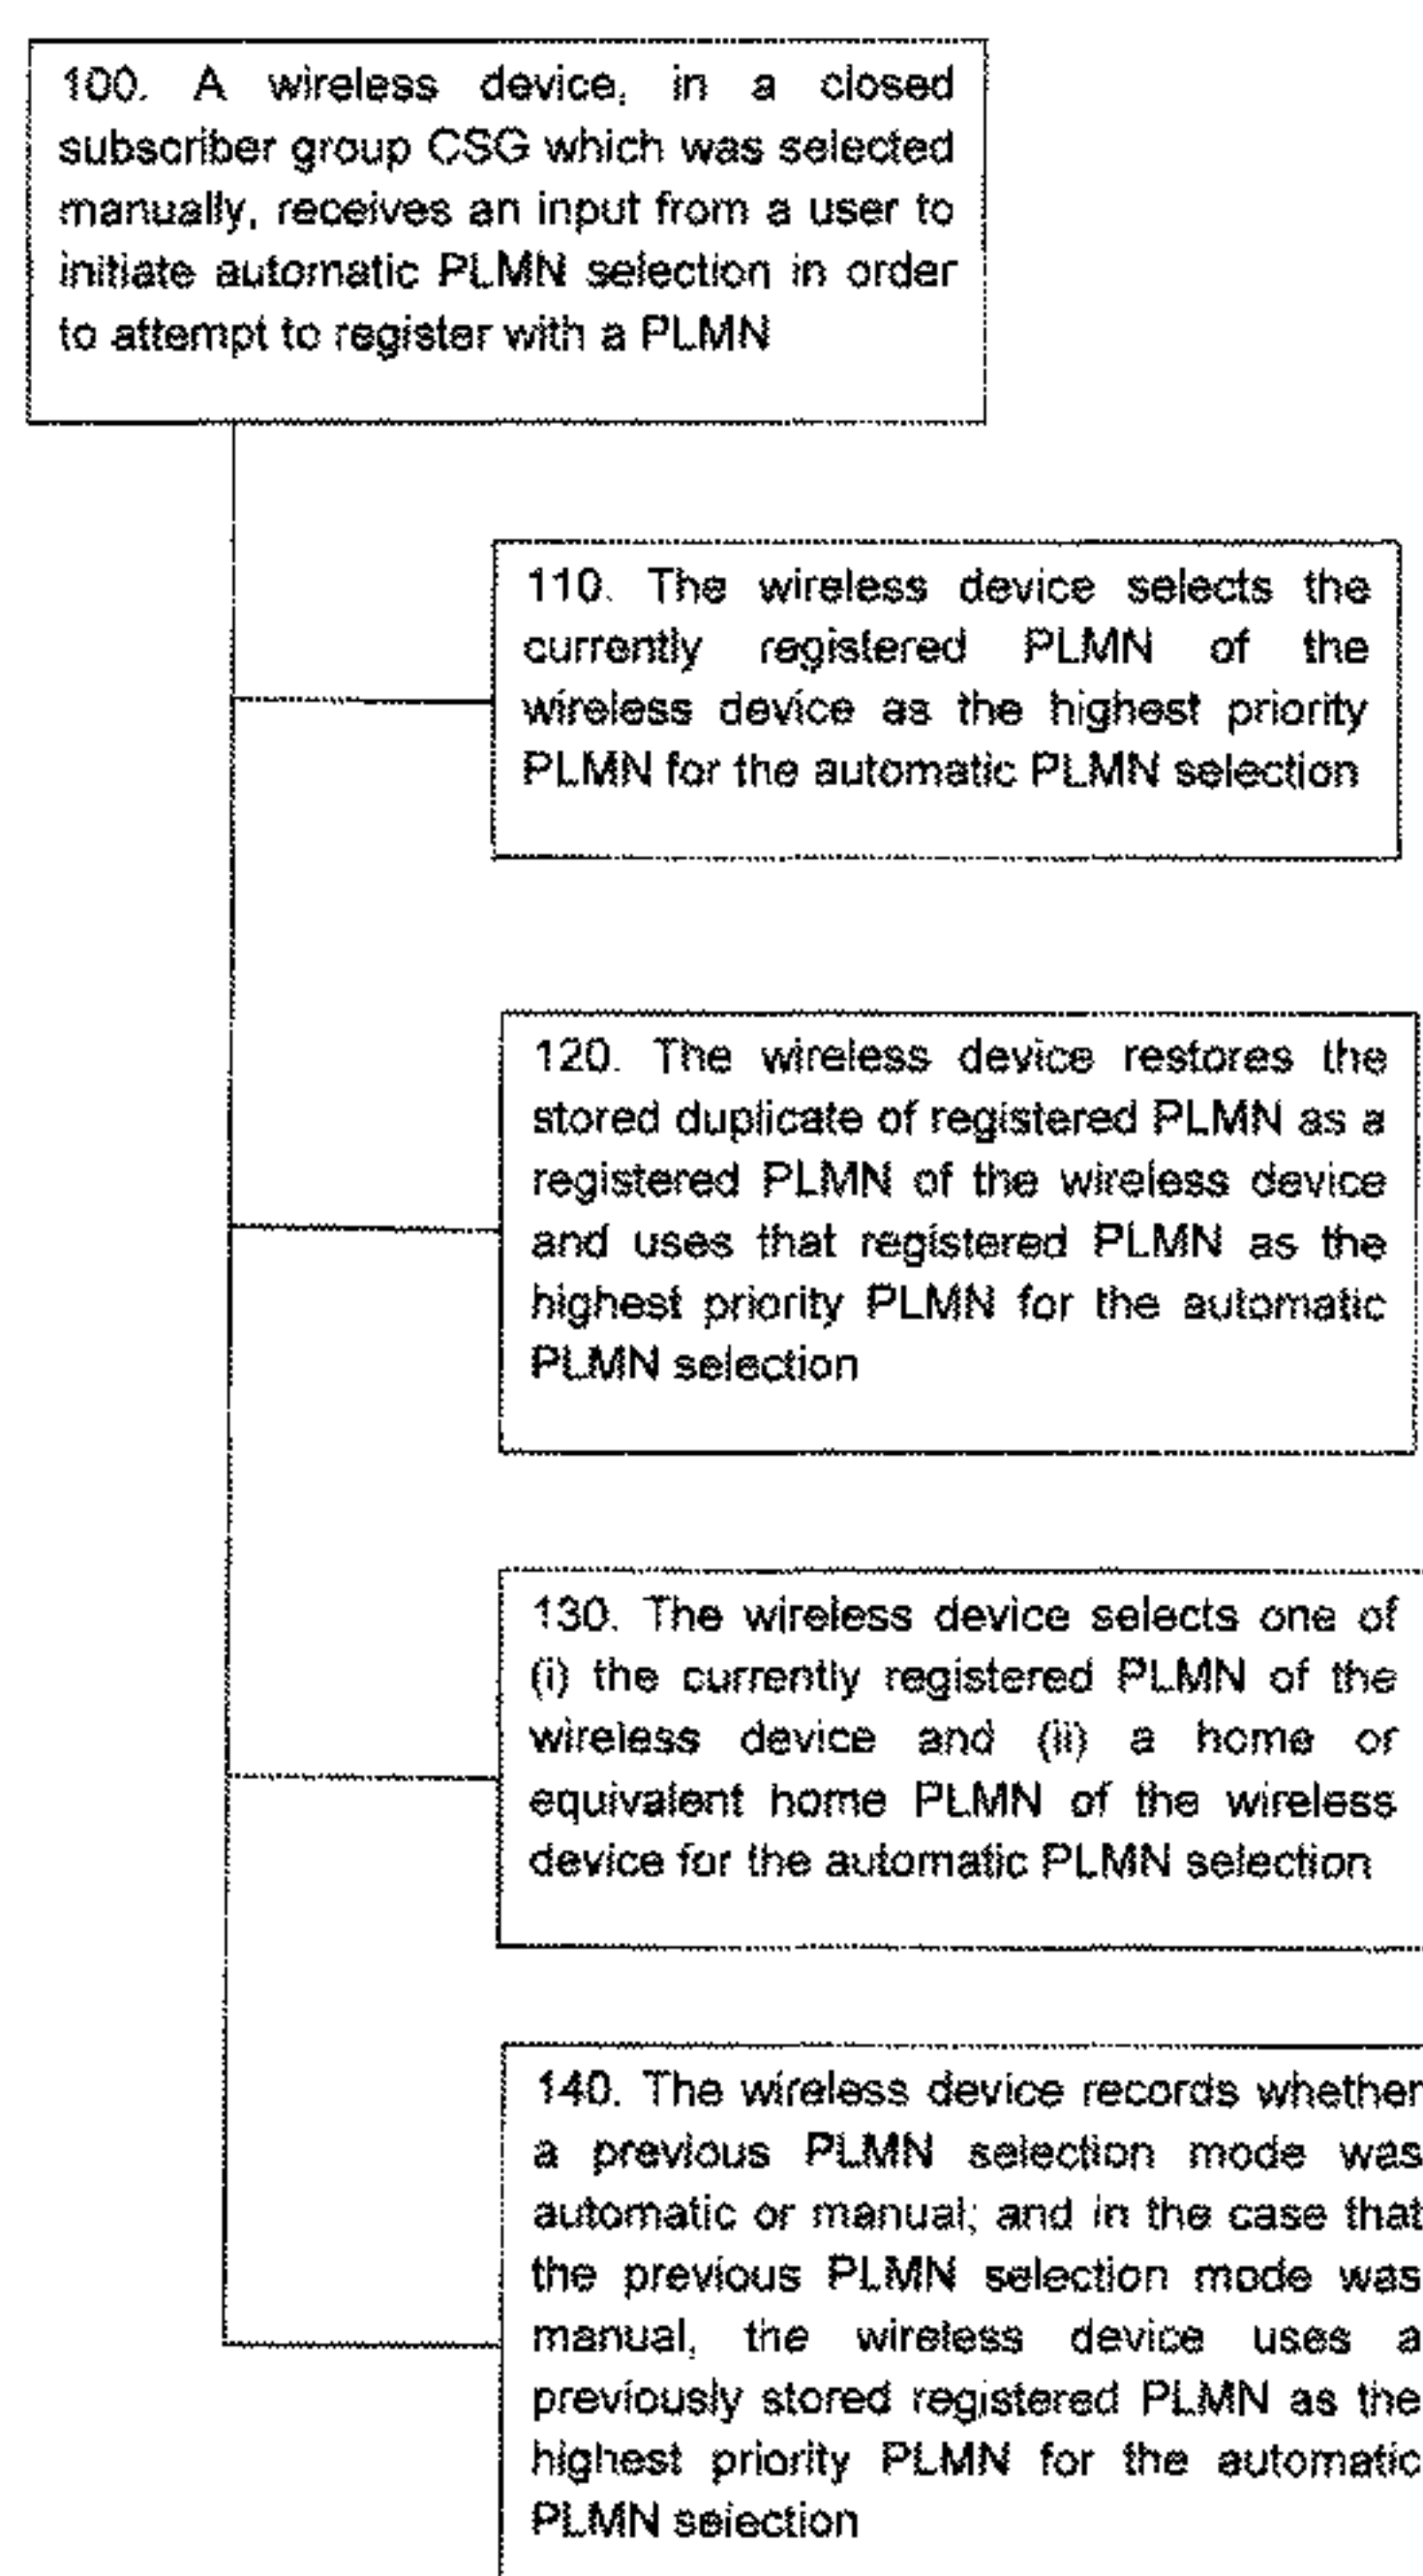 100. A wireless device, in a closed
subscriber group CSG which was selected
manually, receives an input from a user to
initiate automatic PLMN selection in order
to attempt to register with a PLMN
110. The wireless device selects the
currently registered PLMN of the
wireless device as the highest priority
PLMN for the automatic PLMN selection
120. The wireless device restores the
stored duplicate of registered PLMN as a
registered PLMN of the wireless device
and uses that registered PLMN as the
highest priority PLMN for the automatic
PLMN selection
130. The wireless device selects one of
(i) the currently registered PLMN of the
wireless device and (ii) a home or
equivalent home PLMN of the wireless
device for the automatic PLMN selection
140. The wireless device records whether
a previous PLMN selection mode was
automatic or manual; and in the case that
the previous PLMN selection mode was
manual, the wireless device uses a
previously stored registered PLMN as the
highest priority PLMN for the automatic
PLMN selection